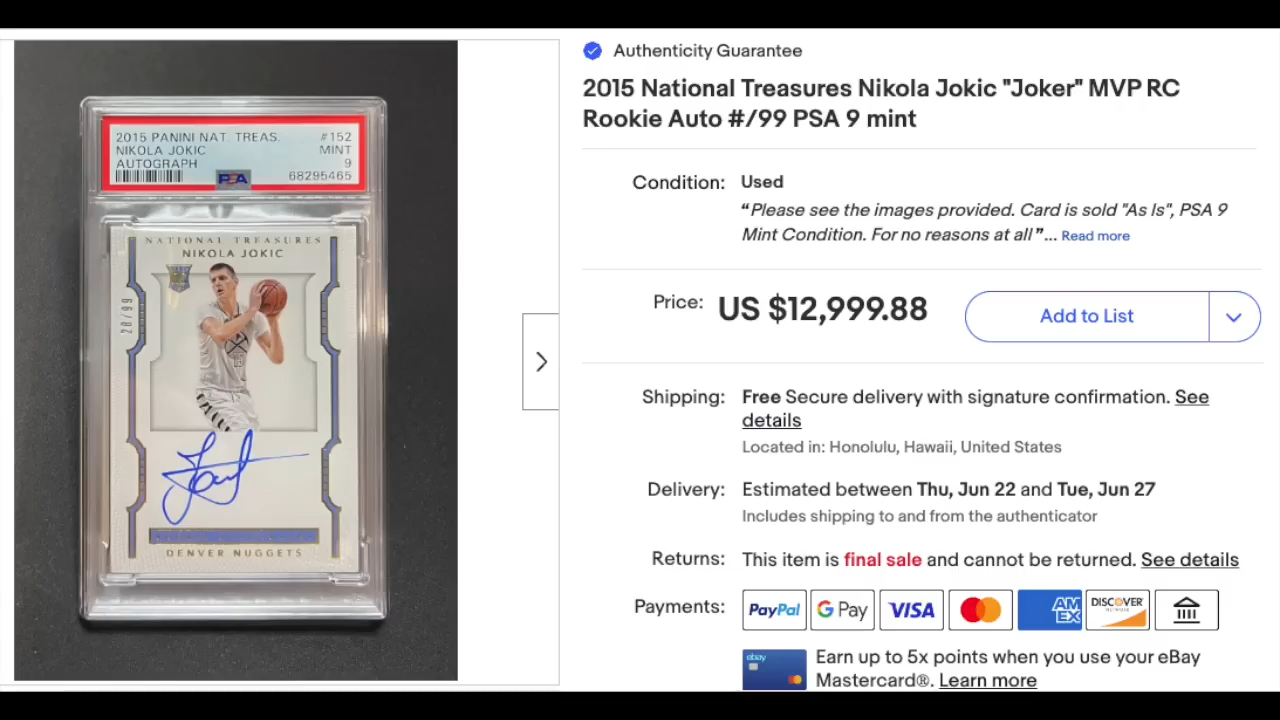 2015 PANINI NAT. TREAS. #152
NIKOLA JOKIC MINT
AUTOGRAPH 9
PSA 68295465
NATIONAL TREASURES
NIKOLA JOKIC
28/99
DENVER NUGGETS
Authenticity Guarantee
2015 National Treasures Nikola Jokic "Joker" MVP RC
Rookie Auto #/99 PSA 9 mint
Condition: Used
❝Please see the images provided. Card is sold "As Is", PSA 9
Mint Condition. For no reasons at all❞... Read more
Price: US $12,999.88
Add to List
Shipping: Free Secure delivery with signature confirmation. See
details
Located in: Honolulu, Hawaii, United States
Delivery: Estimated between Thu, Jun 22 and Tue, Jun 27
Includes shipping to and from the authenticator
Returns: This item is final sale and cannot be returned. See details
Payments: PayPal G Pay VISA AM EX DISCOVER
ebay
Earn up to 5x points when you use your eBay
Mastercard®. Learn more